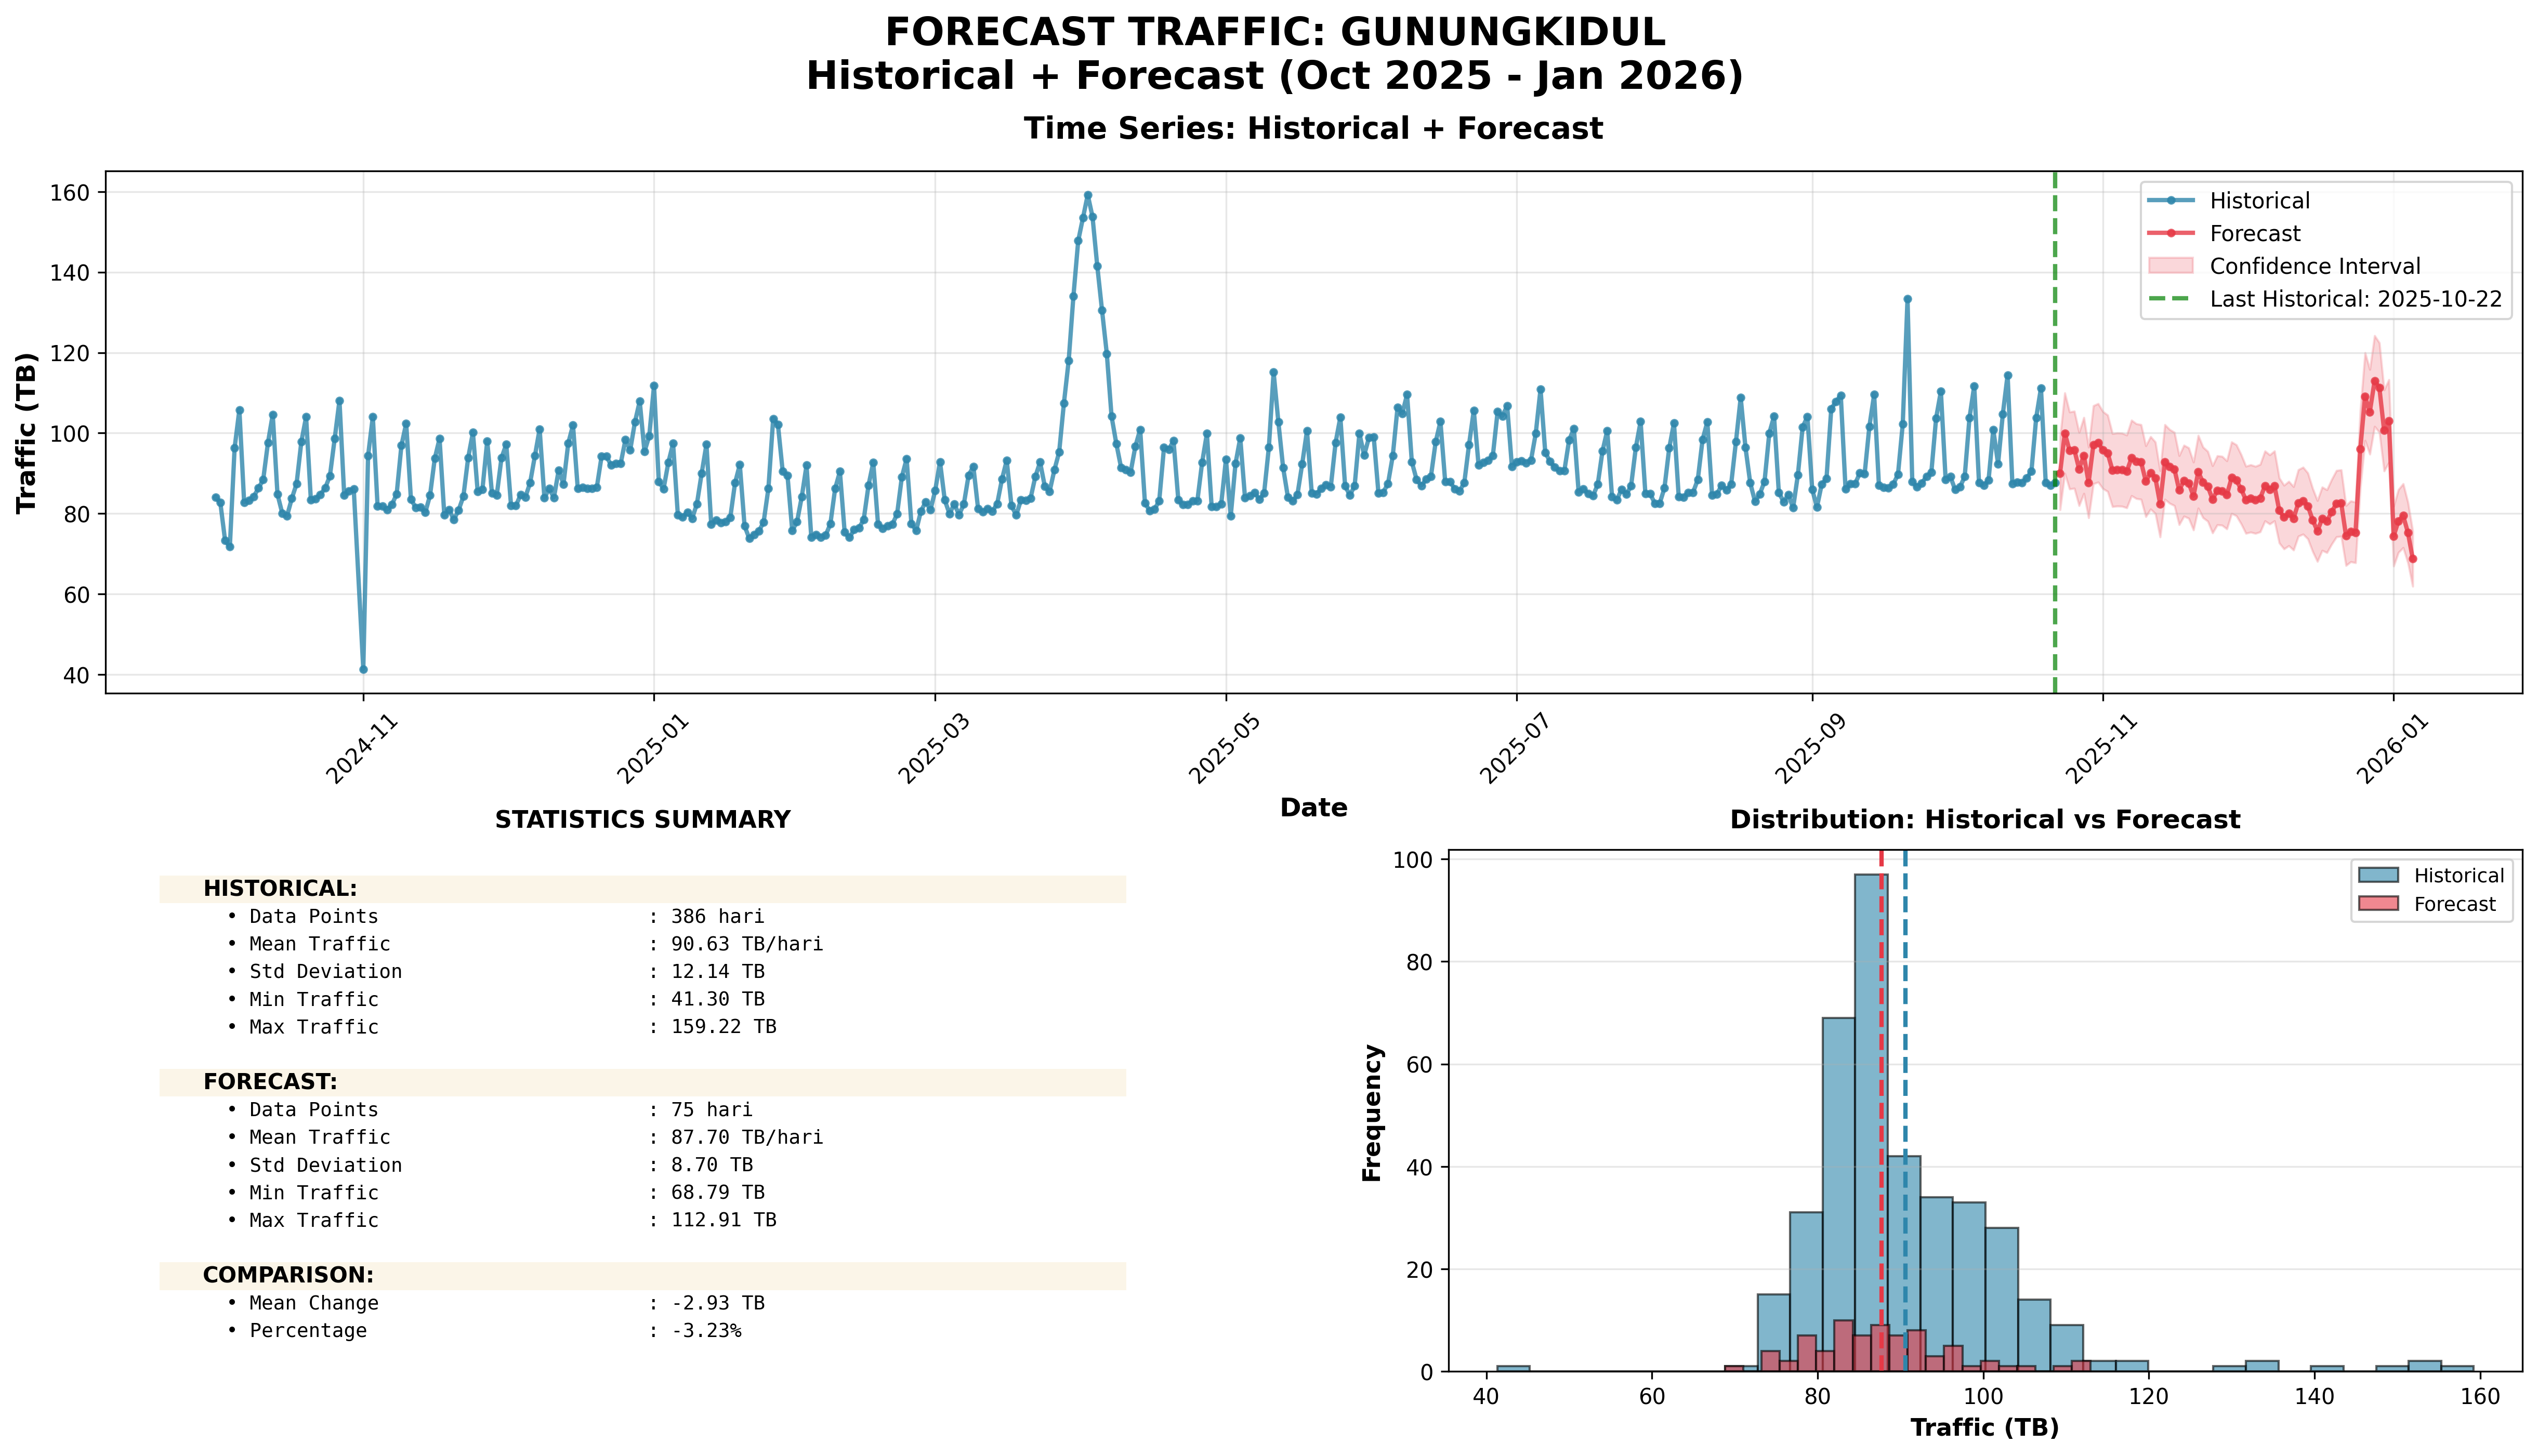 FORECAST TRAFFIC: GUNUNGKIDUL
Historical + Forecast (Oct 2025 - Jan 2026)
Time Series: Historical + Forecast
Traffic (TB)
160
140
120
100
80
60
40
Historical
Forecast
Confidence Interval
Last Historical: 2025-10-22
2024-11
2025-01
2025-03
2025-05
2025-07
2025-09
2025-11
2026-01
Date
STATISTICS SUMMARY
HISTORICAL:
• Data Points : 386 hari
• Mean Traffic : 90.63 TB/hari
• Std Deviation : 12.14 TB
• Min Traffic : 41.30 TB
• Max Traffic : 159.22 TB
FORECAST:
• Data Points : 75 hari
• Mean Traffic : 87.70 TB/hari
• Std Deviation : 8.70 TB
• Min Traffic : 68.79 TB
• Max Traffic : 112.91 TB
COMPARISON:
• Mean Change : -2.93 TB
• Percentage : -3.23%
Distribution: Historical vs Forecast
Frequency
100
80
60
40
20
0
Historical
Forecast
40
60
80
100
120
140
160
Traffic (TB)